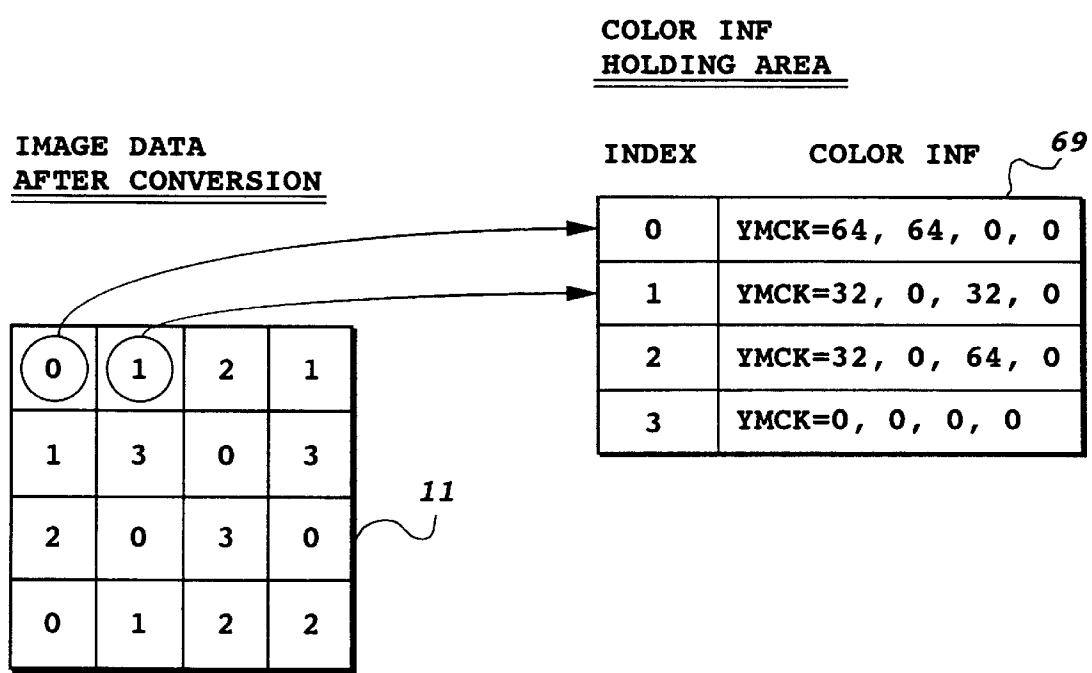 COLOR INF
HOLDING AREA
IMAGE DATA
AFTER CONVERSION
INDEX COLOR INF 69
0 YMCK=64, 64, 0, 0
1 YMCK=32, 0, 32, 0
2 YMCK=32, 0, 64, 0
3 YMCK=0, 0, 0, 0
0 1 2 1
1 3 0 3
11
2 0 3 0
0 1 2 2